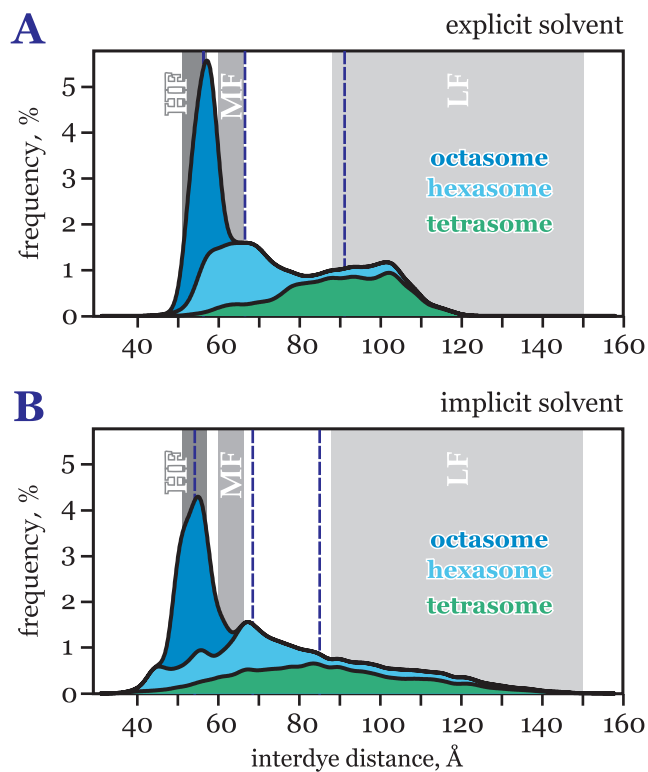 A
explicit solvent
HF
MF
LF
octasome
hexasome
tetrasome
frequency, %
5
4
3
2
1
0
40
60
80
100
120
140
160
B
implicit solvent
HF
MF
LF
octasome
hexasome
tetrasome
frequency, %
5
4
3
2
1
0
40
60
80
100
120
140
160
interdye distance, Å